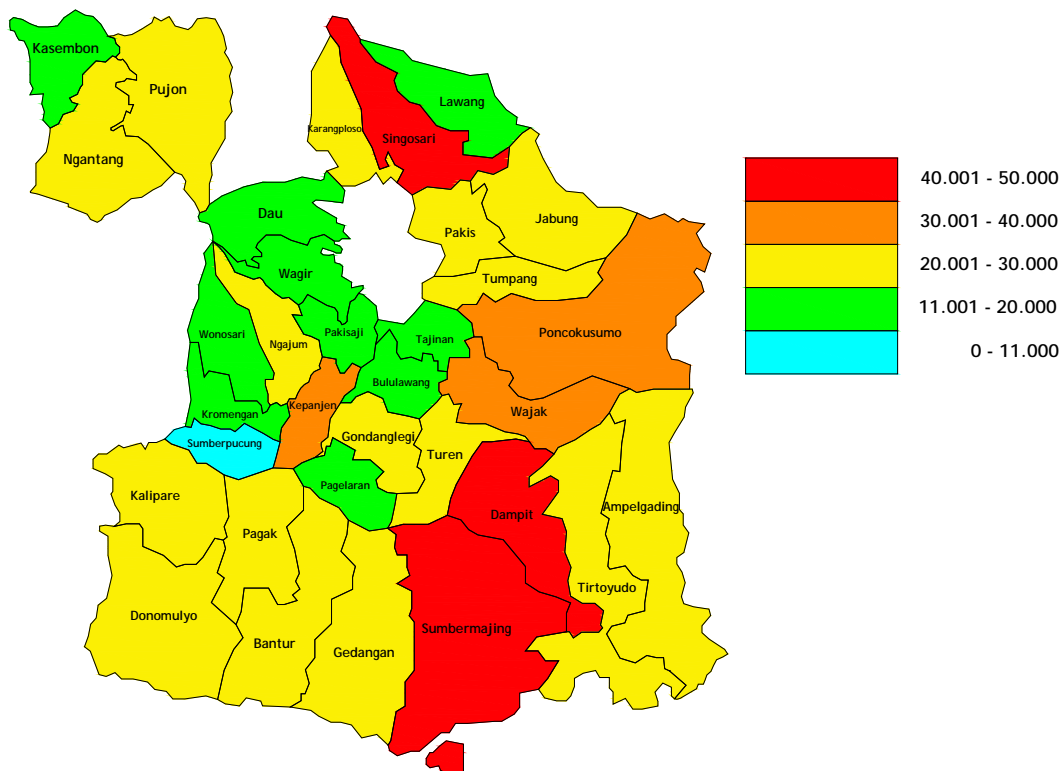 Kasembon
Pujon
Ngantang
Lawang
Karangploso
Singosari
Dau
Jabung
Pakis
Wagir
Tumpang
Wonosari
Ngajum
Pakisaji
Tajinan
Poncokusumo
Bululawang
Kromengan
Kepanjen
Wajak
Sumberpucung
Gondanglegi
Turen
Pagelaran
Kalipare
Pagak
Dampit
Ampelgading
Tirtoyudo
Donomulyo
Bantur
Gedangan
Sumbermajing
40.001 - 50.000
30.001 - 40.000
20.001 - 30.000
11.001 - 20.000
0 - 11.000